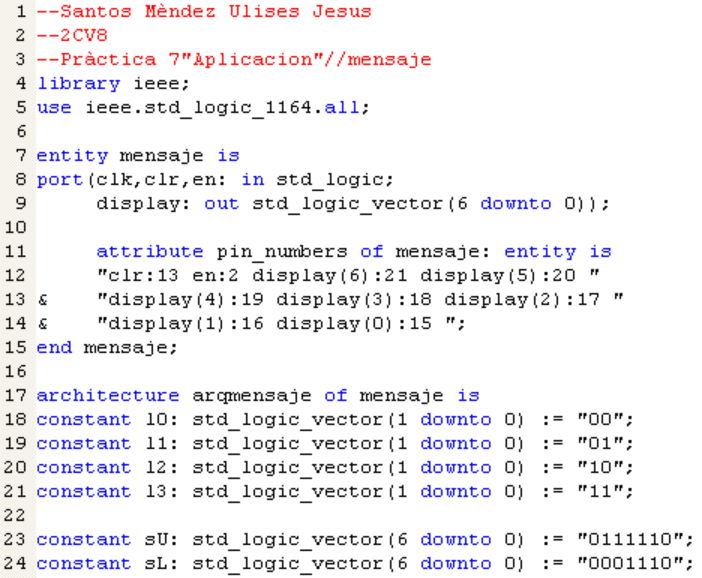 1 --Santos Mèndez Ulises Jesus
2 --2CV8
3 --Pràctica 7"Aplicacion"//mensaje
4 library ieee;
5 use ieee.std_logic_1164.all;
6
7 entity mensaje is
8 port(clk,clr,en: in std_logic;
9 display: out std_logic_vector(6 downto 0));
10
11 attribute pin_numbers of mensaje: entity is
12 "clr:13 en:2 display(6):21 display(5):20 "
13 & "display(4):19 display(3):18 display(2):17 "
14 & "display(1):16 display(0):15 ";
15 end mensaje;
16
17 architecture arqmensaje of mensaje is
18 constant l0: std_logic_vector(1 downto 0) := "00";
19 constant l1: std_logic_vector(1 downto 0) := "01";
20 constant l2: std_logic_vector(1 downto 0) := "10";
21 constant l3: std_logic_vector(1 downto 0) := "11";
22
23 constant sU: std_logic_vector(6 downto 0) := "0111110";
24 constant sL: std_logic_vector(6 downto 0) := "0001110";